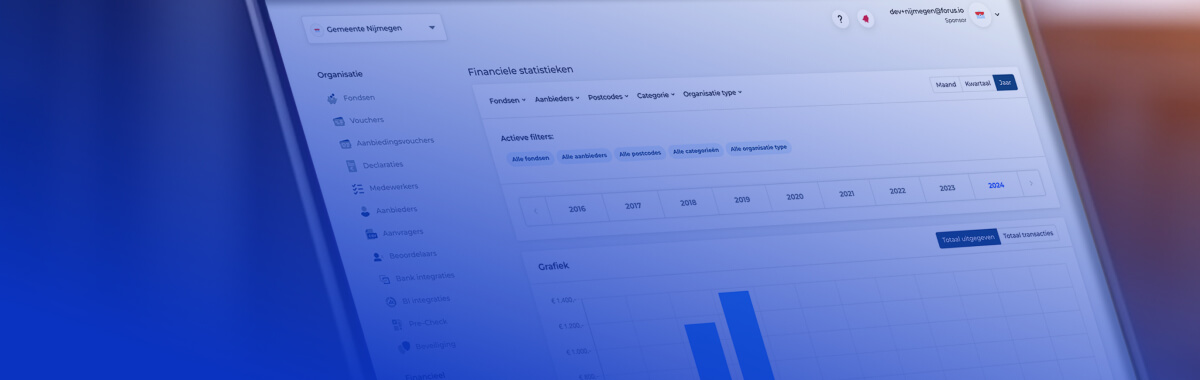 Gemeente Nijmegen
?
dev+nijmegen@forus.io
Sponsor
Organisatie
Fondsen
Vouchers
Aanbiedingsvouchers
Declaraties
Medewerkers
Aanbieders
Aanvragers
Beoordelaars
Bank integraties
BI integraties
Pre-Check
Beveiliging
Financieel
Financiele statistieken
Fondsen Aanbieders Postcodes Categorie Organisatie type
Maand Kwartaal Jaar
Actieve filters:
Alle fondsen Alle aanbieders Alle postcodes Alle categorieën Alle organisatie type
2016 2017 2018 2019 2020 2021 2022 2023 2024
Totaal uitgegeven Totaal transacties
Grafiek
€ 1.400,-
€ 1.200,-
€ 1.000,-